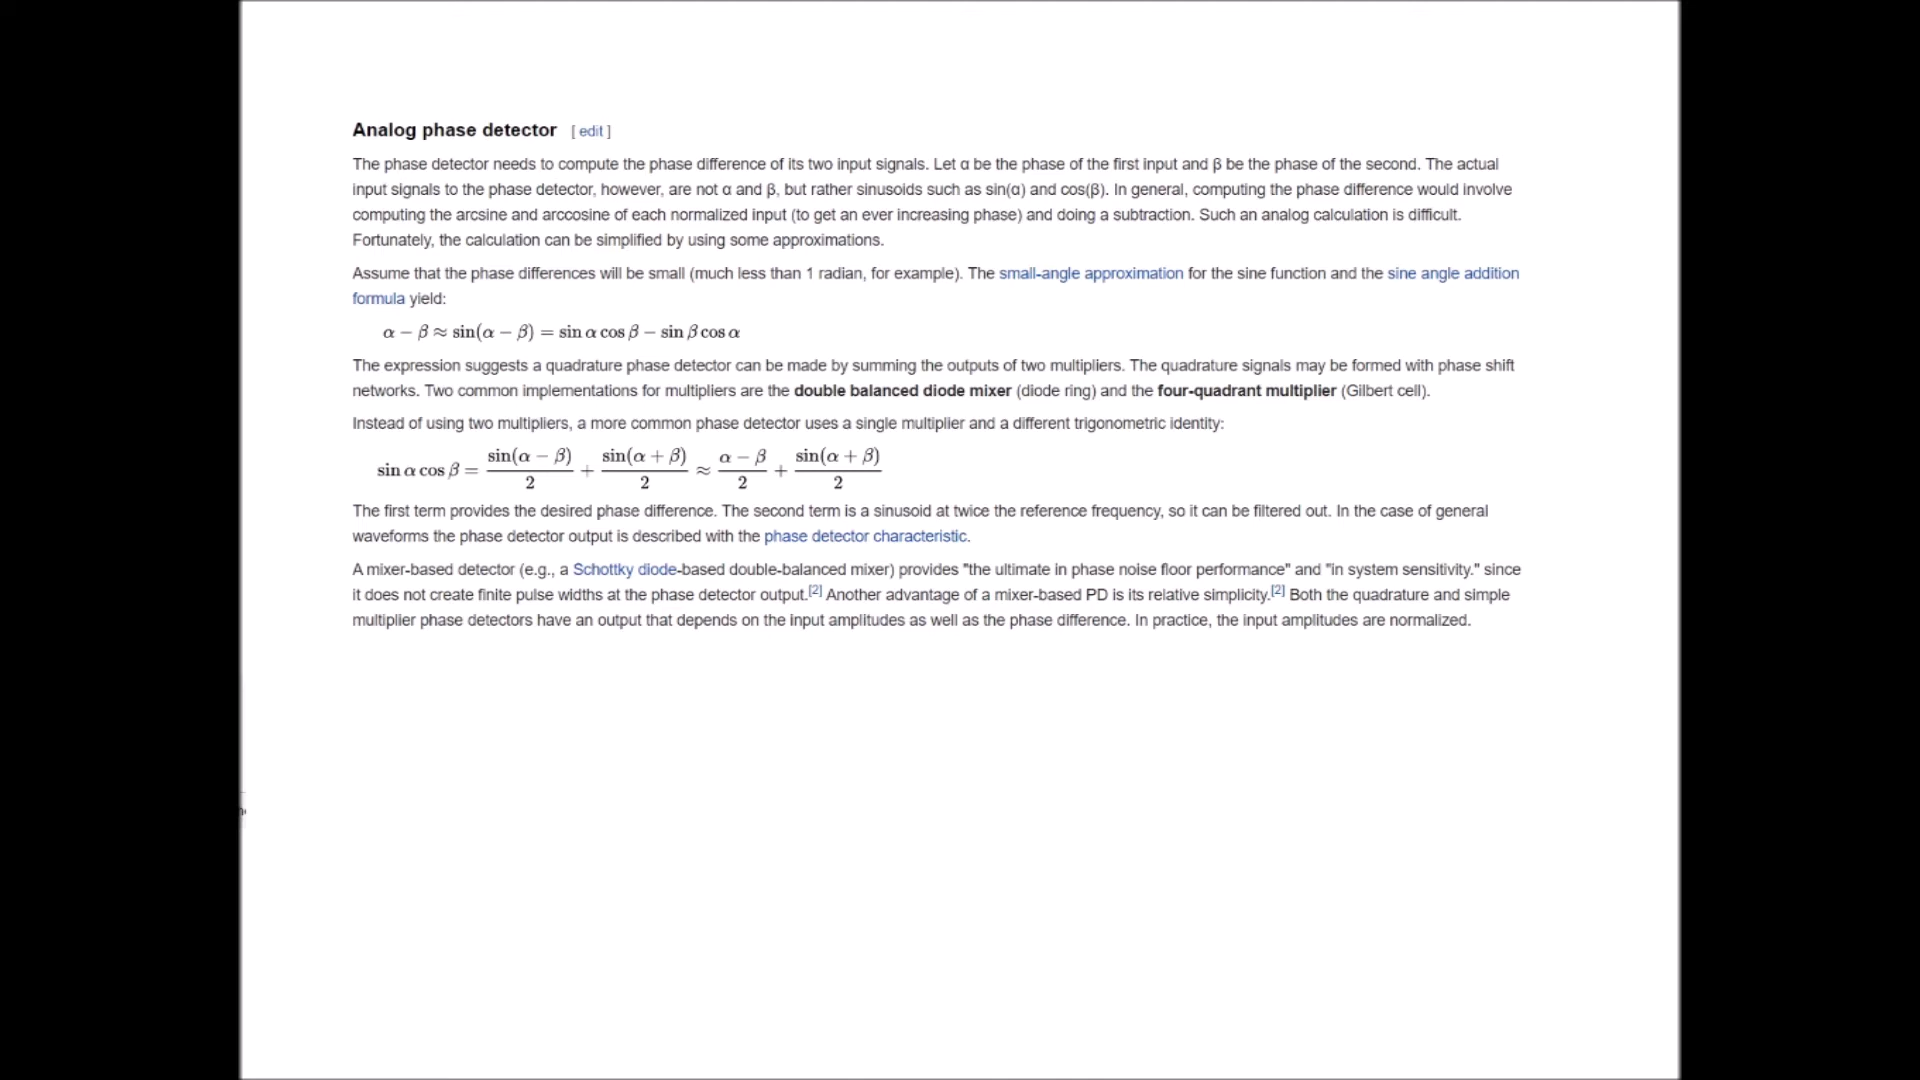 Analog phase detector [ edit ]
The phase detector needs to compute the phase difference of its two input signals. Let α be the phase of the first input and β be the phase of the second. The actual
input signals to the phase detector, however, are not α and β, but rather sinusoids such as sin(α) and cos(β). In general, computing the phase difference would involve
computing the arcsine and arccosine of each normalized input (to get an ever increasing phase) and doing a subtraction. Such an analog calculation is difficult.
Fortunately, the calculation can be simplified by using some approximations.
Assume that the phase differences will be small (much less than 1 radian, for example). The small-angle approximation for the sine function and the sine angle addition
formula yield:
α − β ≈ sin(α − β) = sin α cos β − sin β cos α
The expression suggests a quadrature phase detector can be made by summing the outputs of two multipliers. The quadrature signals may be formed with phase shift
networks. Two common implementations for multipliers are the double balanced diode mixer (diode ring) and the four-quadrant multiplier (Gilbert cell).
Instead of using two multipliers, a more common phase detector uses a single multiplier and a different trigonometric identity:
sin α cos β = sin(α − β)/2 + sin(α + β)/2 ≈ α − β/2 + sin(α + β)/2
The first term provides the desired phase difference. The second term is a sinusoid at twice the reference frequency, so it can be filtered out. In the case of general
waveforms the phase detector output is described with the phase detector characteristic.
A mixer-based detector (e.g., a Schottky diode-based double-balanced mixer) provides "the ultimate in phase noise floor performance" and "in system sensitivity." since
it does not create finite pulse widths at the phase detector output.[2] Another advantage of a mixer-based PD is its relative simplicity.[2] Both the quadrature and simple
multiplier phase detectors have an output that depends on the input amplitudes as well as the phase difference. In practice, the input amplitudes are normalized.